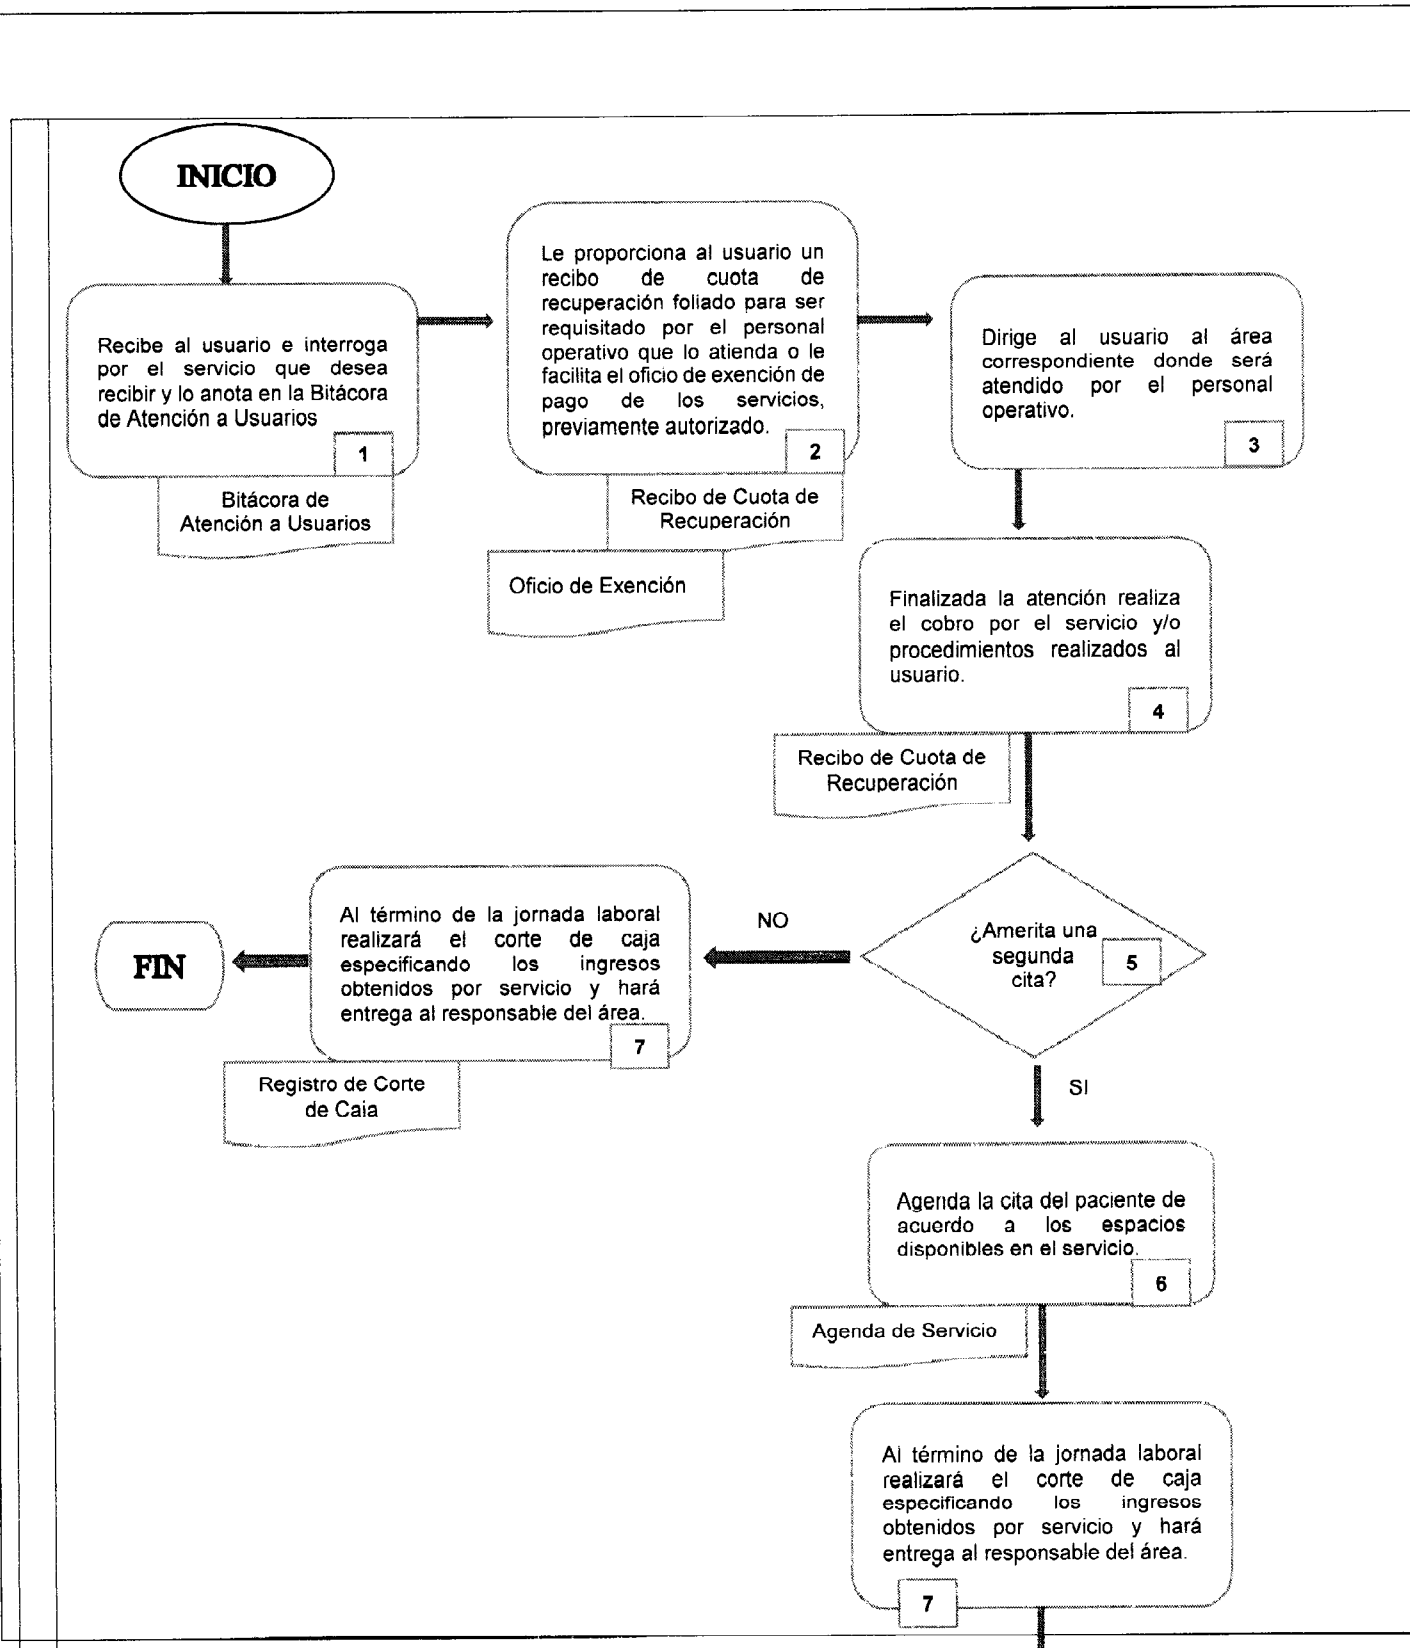 INICIO
Recibe al usuario e interroga
por el servicio que desea
recibir y lo anota en la Bitácora
de Atención a Usuarios
1
Bitácora de
Atención a Usuarios
Le proporciona al usuario un
recibo de cuota de
recuperación foliado para ser
requisitado por el personal
operativo que lo atienda o le
facilita el oficio de exención de
pago de los servicios,
previamente autorizado.
2
Recibo de Cuota de
Recuperación
Oficio de Exención
Dirige al usuario al área
correspondiente donde será
atendido por el personal
operativo.
3
Finalizada la atención realiza
el cobro por el servicio y/o
procedimientos realizados al
usuario.
4
Recibo de Cuota de
Recuperación
¿Amerita una
segunda
cita?
5
NO
Al término de la jornada laboral
realizará el corte de caja
especificando los ingresos
obtenidos por servicio y hará
entrega al responsable del área.
7
Registro de Corte
de Caja
FIN
SI
Agenda la cita del paciente de
acuerdo a los espacios
disponibles en el servicio.
6
Agenda de Servicio
Al término de la jornada laboral
realizará el corte de caja
especificando los ingresos
obtenidos por servicio y hará
entrega al responsable del área.
7